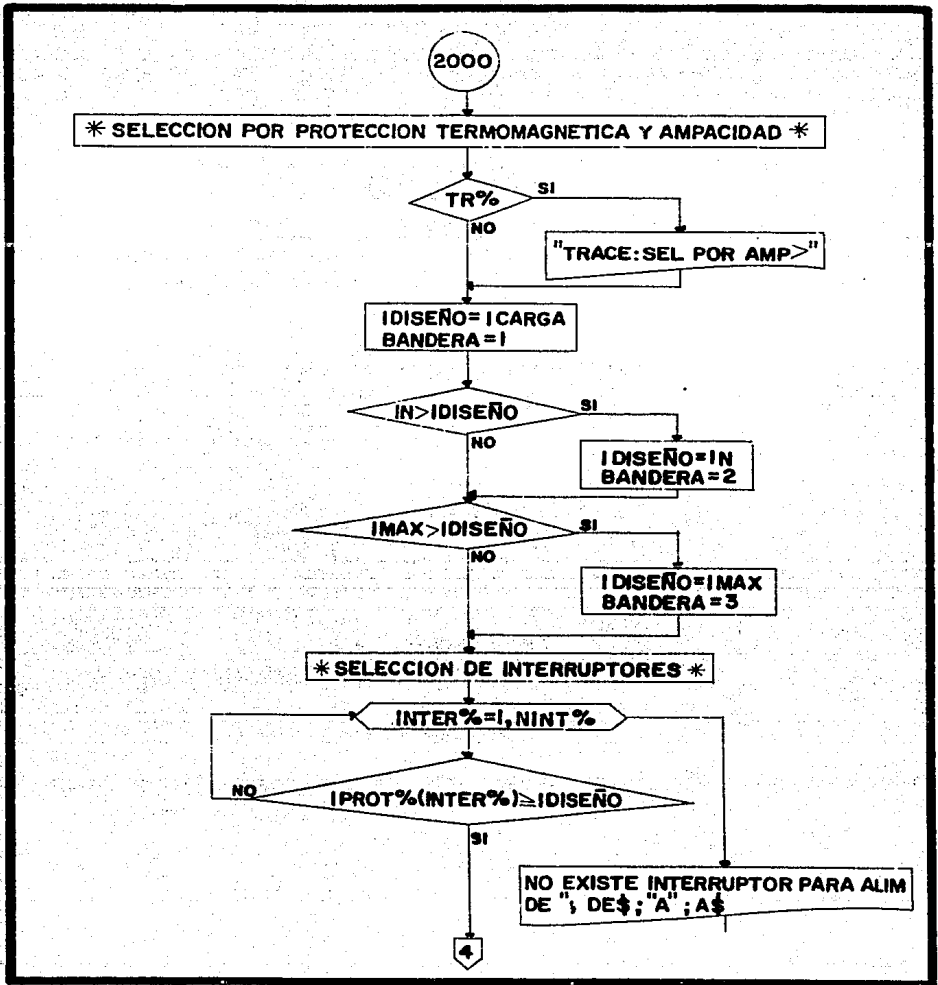 2000
* SELECCION POR PROTECCION TERMOMAGNETICA Y AMPACIDAD *
TR%
SI
NO
"TRACE:SEL POR AMP>"
IDISEÑO=ICARGA
BANDERA=1
IN>IDISEÑO
SI
NO
IDISEÑO=IN
BANDERA=2
IMAX>IDISEÑO
SI
NO
IDISEÑO=IMAX
BANDERA=3
* SELECCION DE INTERRUPTORES *
INTER%=1,NINT%
NO
IPROT%(INTER%)≥IDISEÑO
SI
NO EXISTE INTERRUPTOR PARA ALIM
DE "; DE$;"A";A$
4